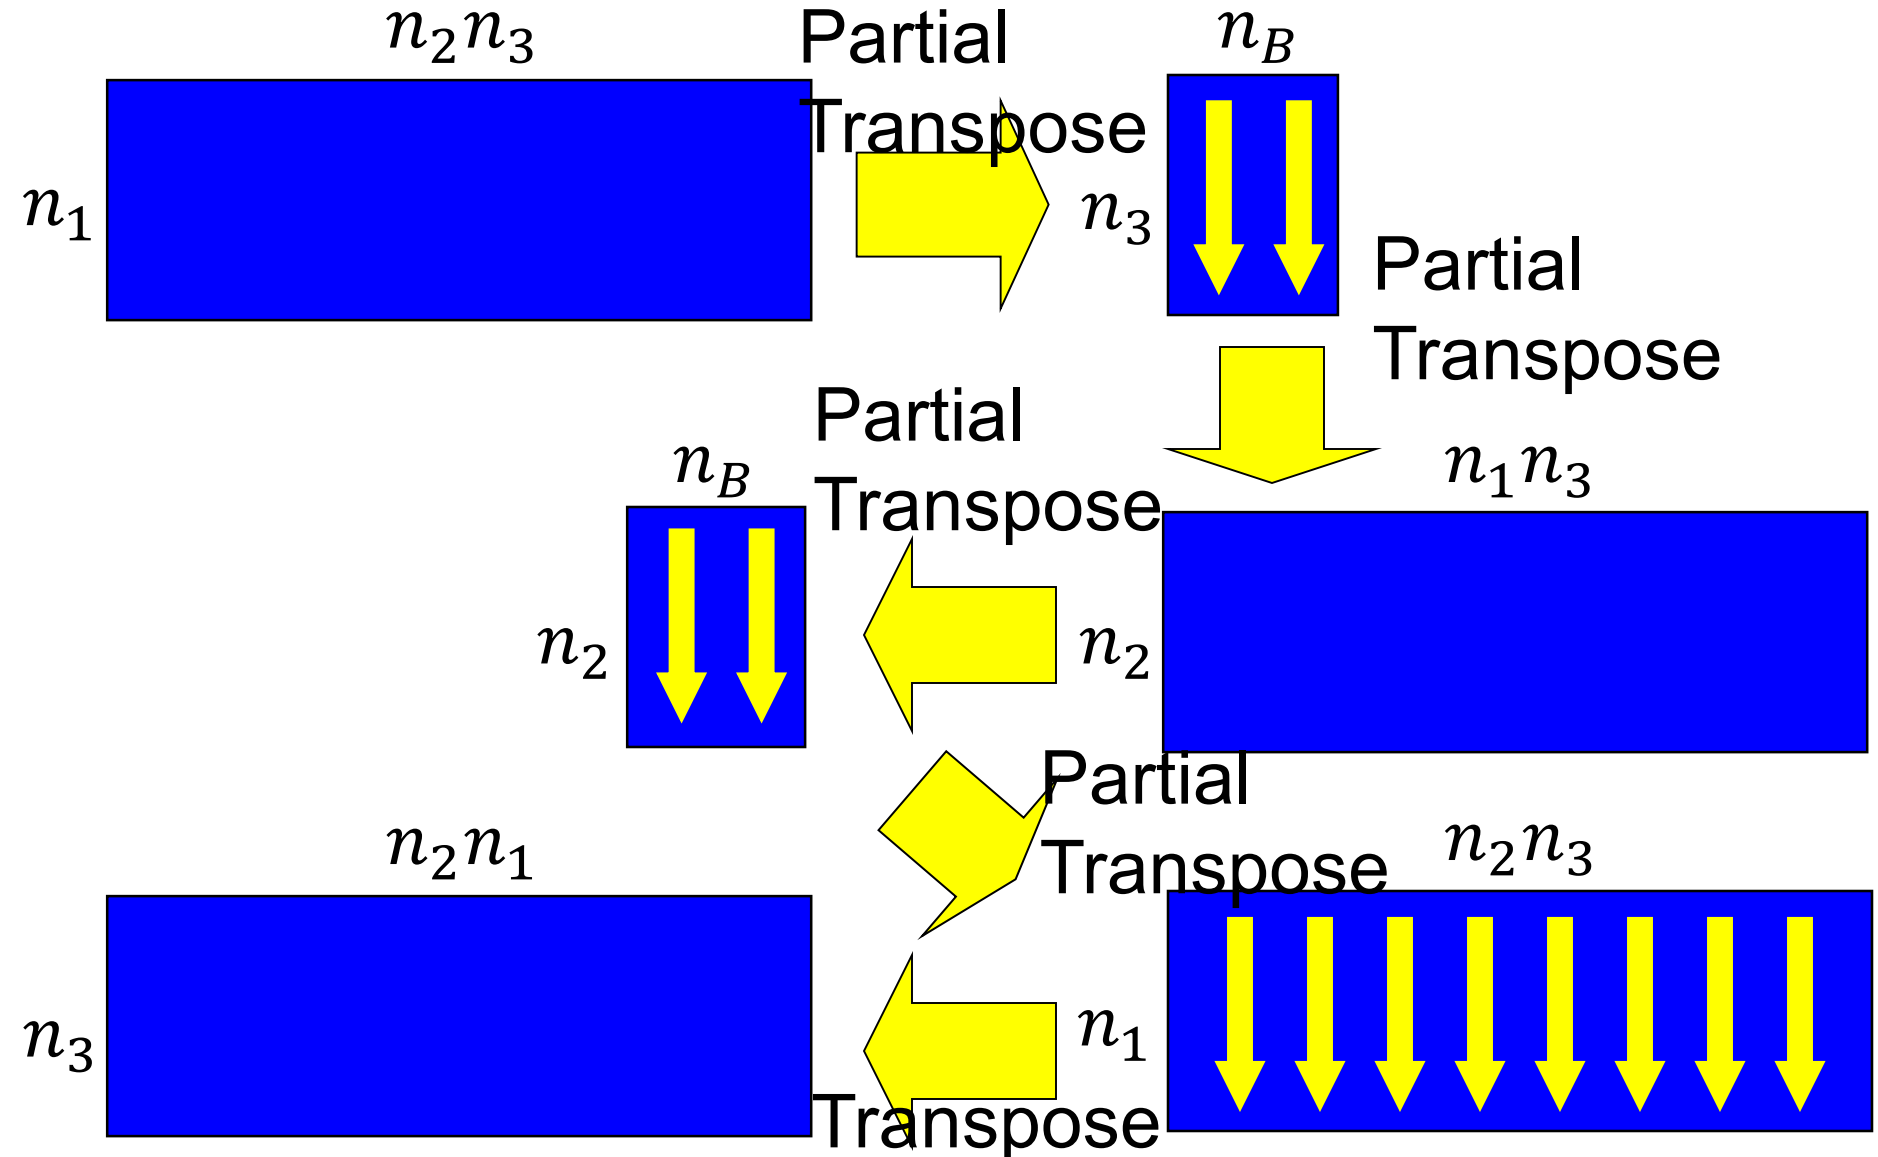 n₂n₃
Partial
Transpose
n_B
n₁
n₃
Partial
Transpose
Partial
Transpose
n_B
n₁n₃
n₂
n₂
Partial
Transpose
n₂n₁
n₂n₃
n₃
n₁
Transpose